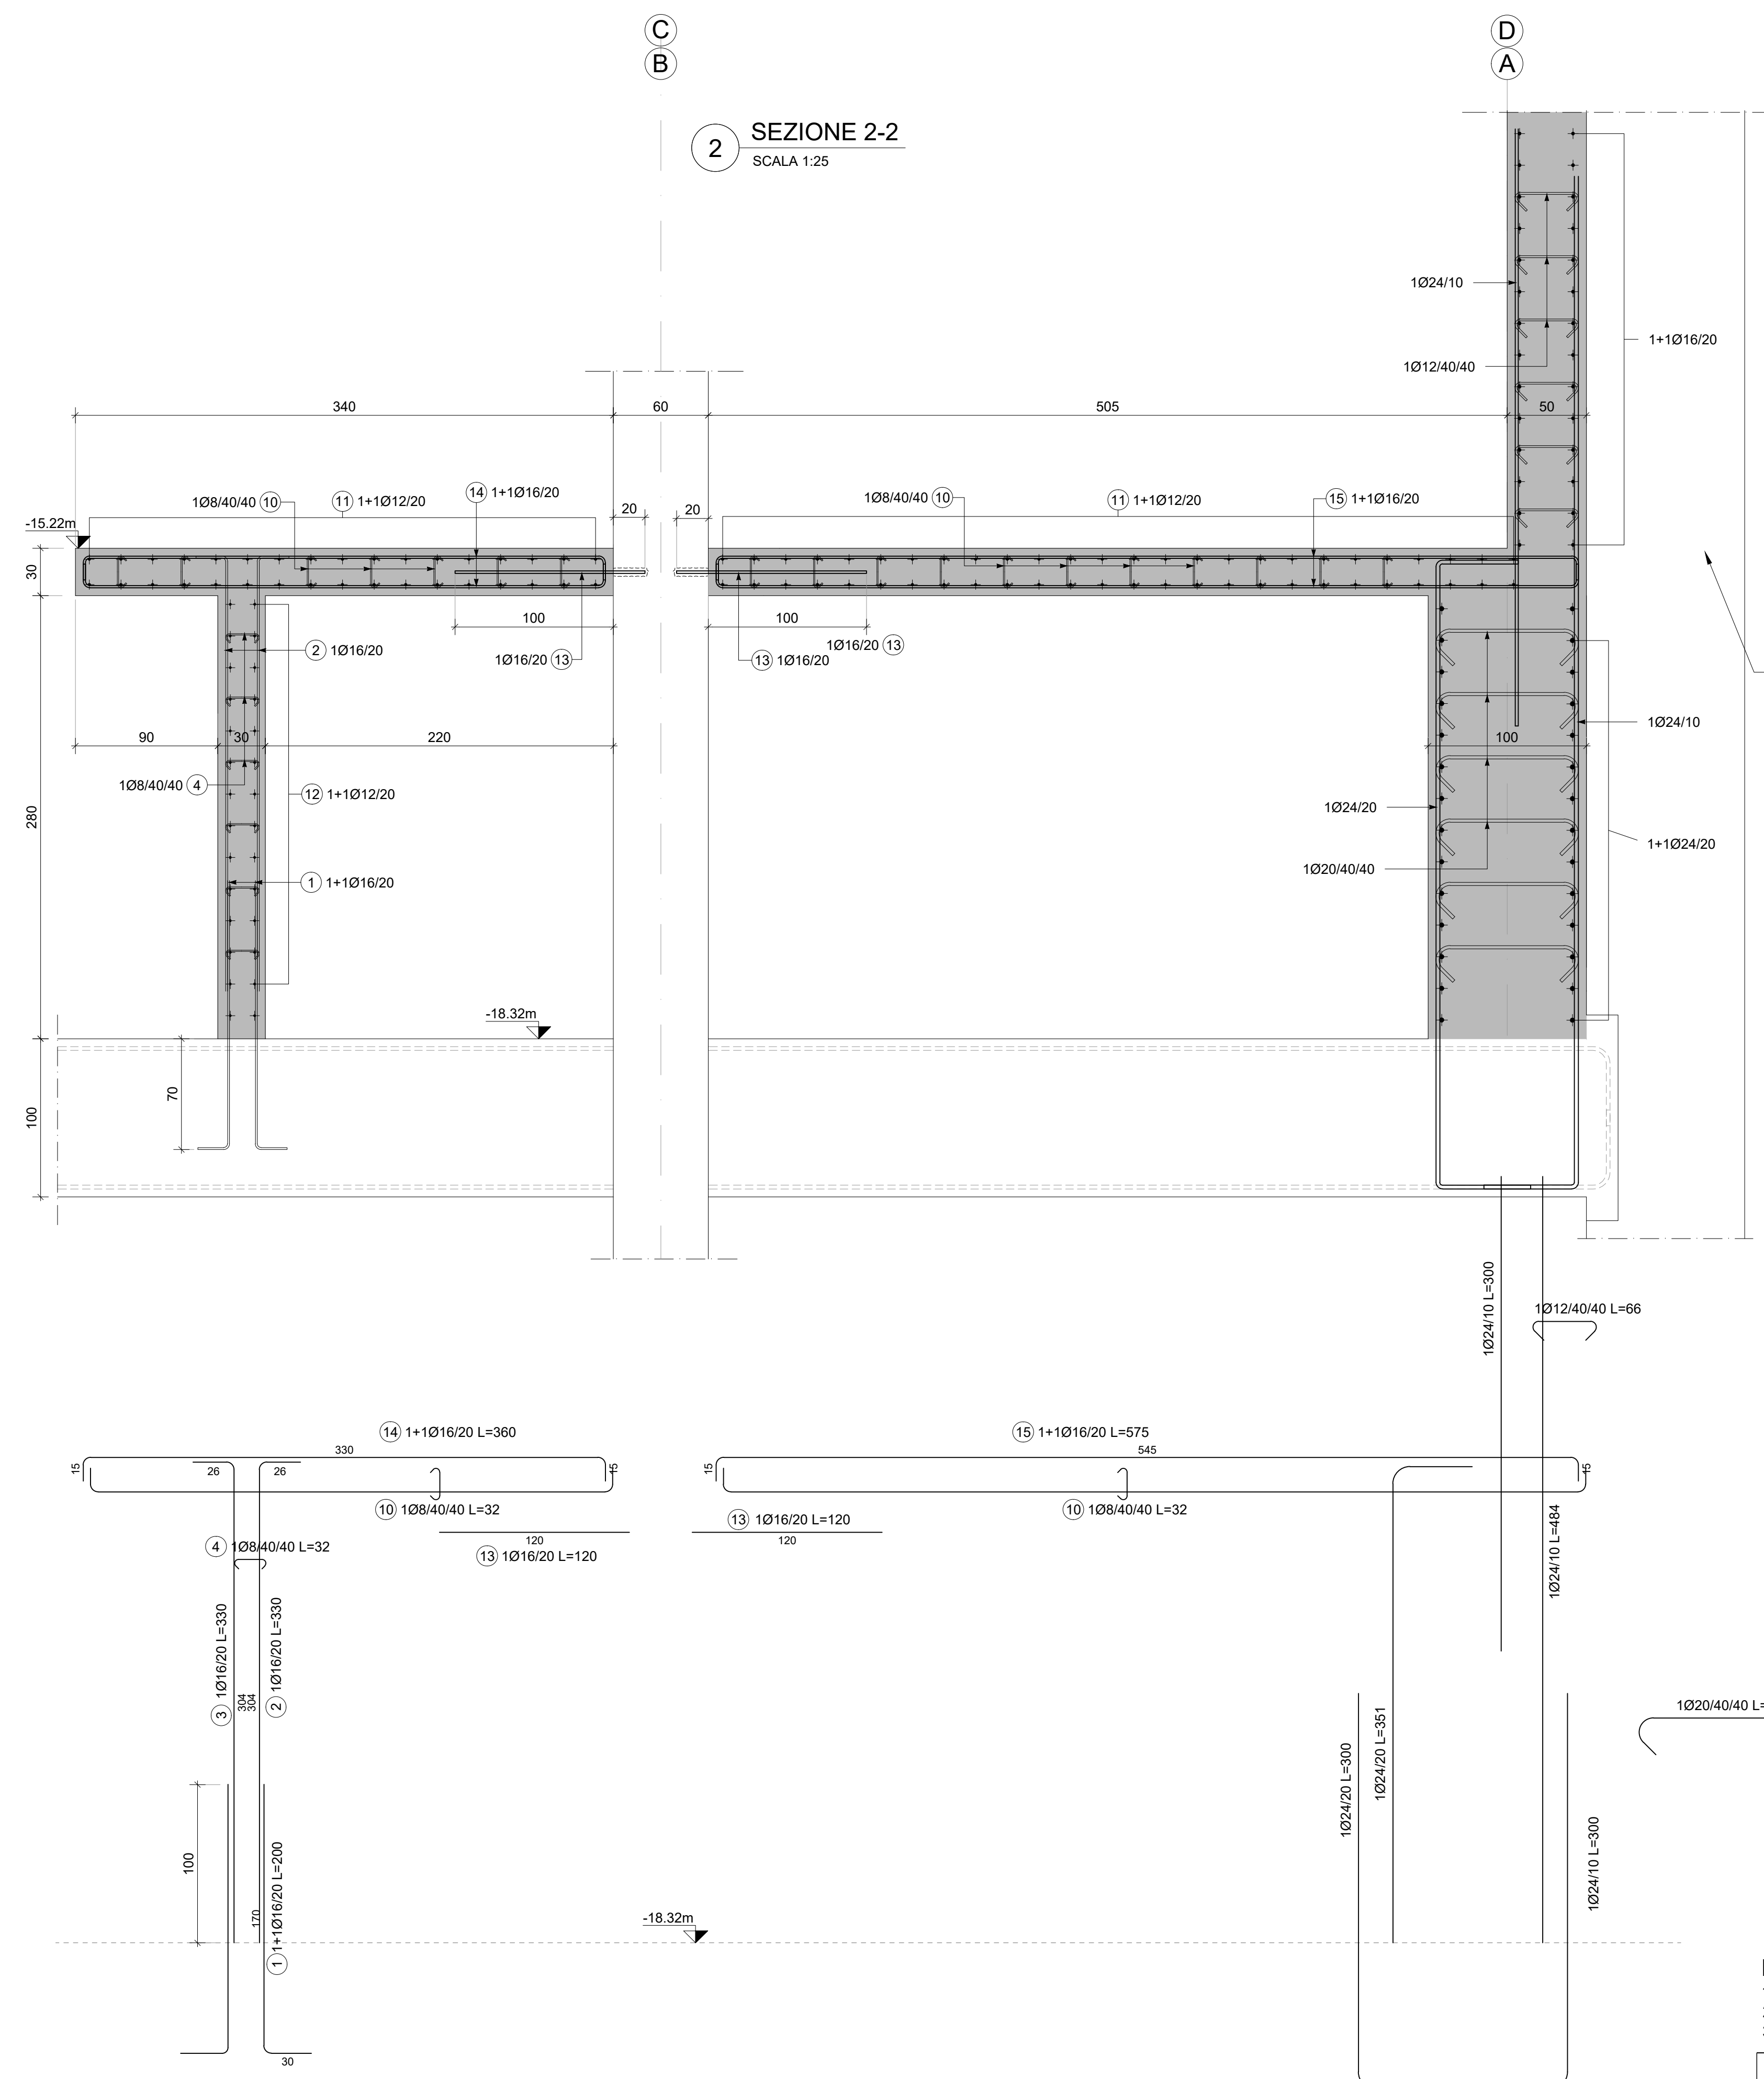 C
B
D
A
2
SEZIONE 2-2
SCALA 1:25
1Ø24/10
1+1Ø16/20
1Ø12/40/40
340
60
505
50
1Ø8/40/40 10
11 1+1Ø12/20
14 1+1Ø16/20
20
20
1Ø8/40/40 10
11 1+1Ø12/20
15 1+1Ø16/20
-15.22m
30
100
100
2 1Ø16/20
1Ø16/20 13
13 1Ø16/20
1Ø16/20 13
1Ø24/10
90
30
220
100
1Ø8/40/40 4
12 1+1Ø12/20
280
1Ø24/20
1+1Ø24/20
1Ø20/40/40
1 1+1Ø16/20
-18.32m
70
100
1Ø24/10 L=300
1Ø12/40/40 L=66
14 1+1Ø16/20 L=360
330
15
15
26
26
10 1Ø8/40/40 L=32
15 1+1Ø16/20 L=575
545
15
15
10 1Ø8/40/40 L=32
13 1Ø16/20 L=120
120
120
13 1Ø16/20 L=120
4 1Ø8/40/40 L=32
1Ø24/10 L=484
3 1Ø16/20 L=330
304
304
2 1Ø16/20 L=330
1Ø20/40/40 L=
1Ø24/20 L=300
1Ø24/20 L=351
1Ø24/10 L=300
100
170
1 1+1Ø16/20 L=200
-18.32m
30